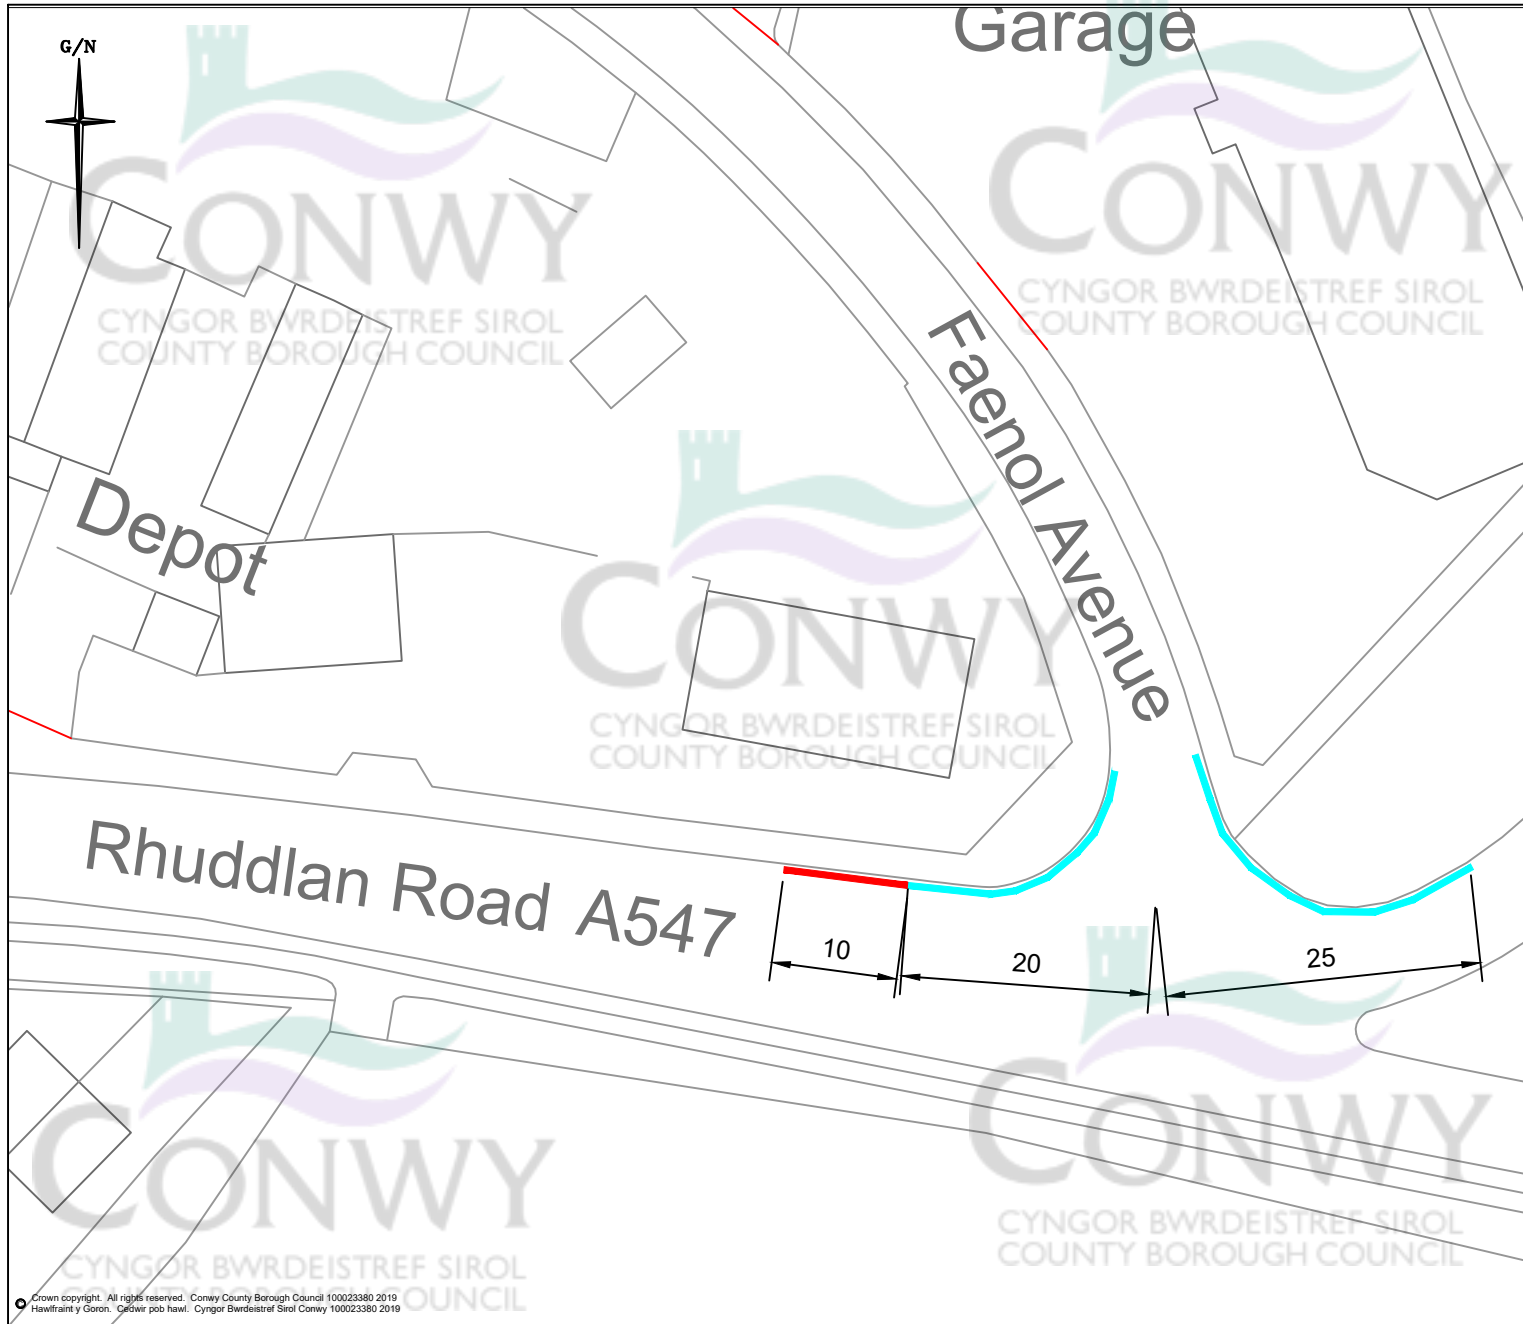 Garage
G/N
CONWY
CYNGOR BWRDEISTREF SIROL
COUNTY BOROUGH COUNCIL
CONWY
CYNGOR BWRDEISTREF SIROL
COUNTY BOROUGH COUNCIL
Faenol Avenue
Depot
CONWY
CYNGOR BWRDEISTREF SIROL
COUNTY BOROUGH COUNCIL
Rhuddlan Road A547
10
20
25
CONWY
CYNGOR BWRDEISTREF SIROL
COUNTY BOROUGH COUNCIL
CONWY
CYNGOR BWRDEISTREF SIROL
COUNTY BOROUGH COUNCIL
© Crown copyright. All rights reserved. Conwy County Borough Council 100023380 2019
Hawlfraint y Goron. Cedwir pob hawl. Cyngor Bwrdeistref Sirol Conwy 100023380 2019